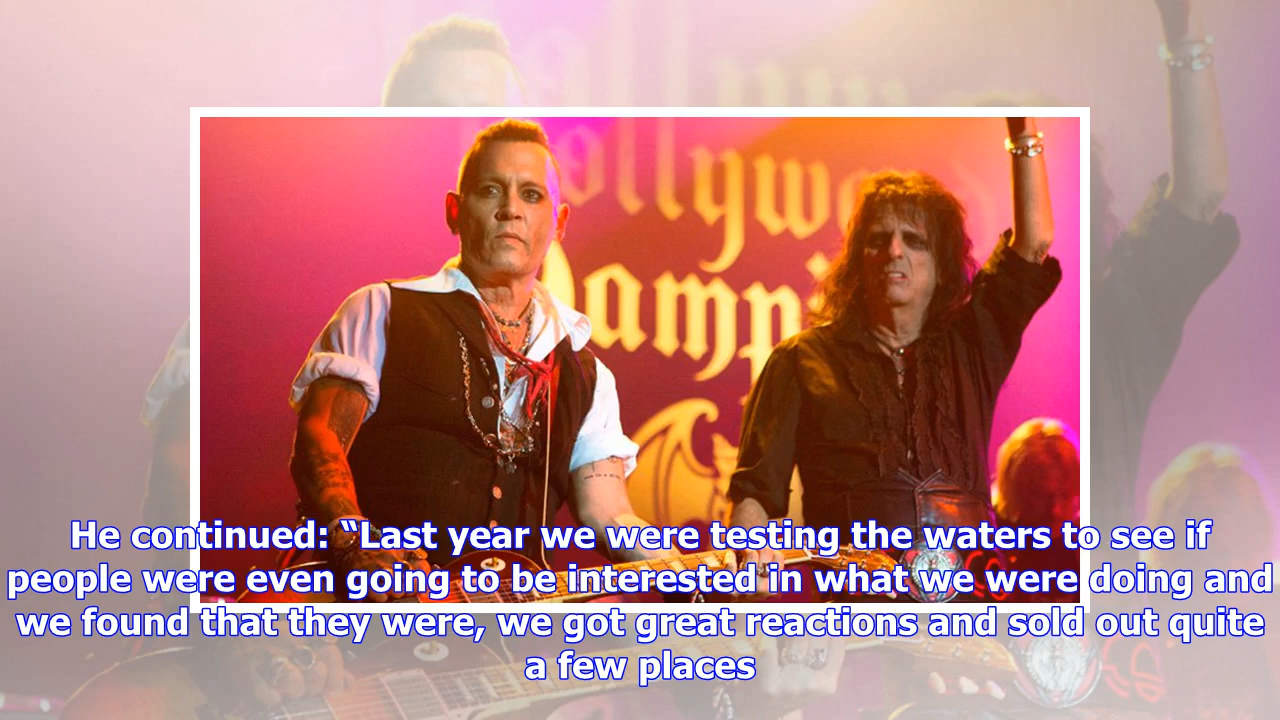 ollywo
Vampi
He continued: “Last year we were testing the waters to see if
people were even going to be interested in what we were doing and
we found that they were, we got great reactions and sold out quite
a few places